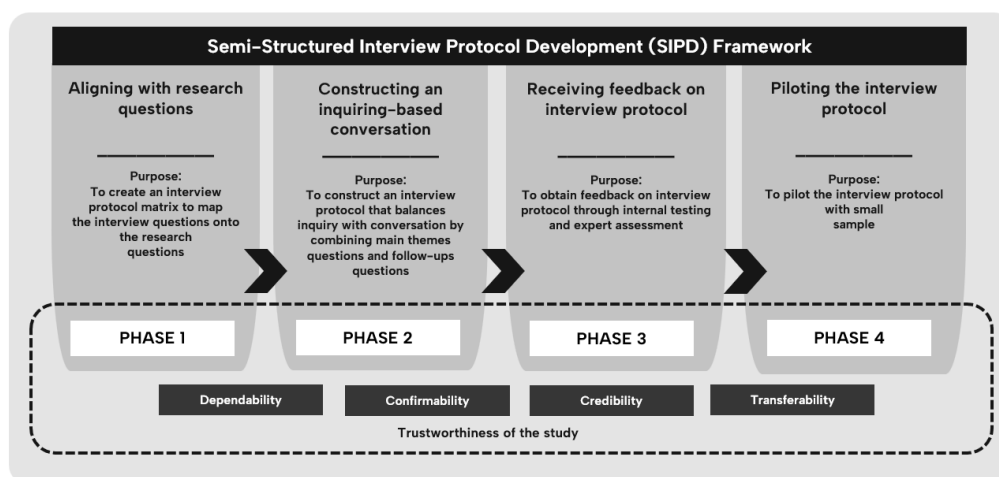 Semi-Structured Interview Protocol Development (SIPD) Framework
Aligning with research
questions
Purpose:
To create an interview
protocol matrix to map
the interview questions onto
the research
questions
Constructing an
inquiring-based
conversation
Purpose:
To construct an interview
protocol that balances
inquiry with conversation by
combining main themes
questions and follow-ups
questions
Receiving feedback on
interview protocol
Purpose:
To obtain feedback on interview
protocol through internal testing
and expert assessment
Piloting the interview
protocol
Purpose:
To pilot the interview protocol
with small
sample
PHASE 1
PHASE 2
PHASE 3
PHASE 4
Dependability
Confirmability
Credibility
Transferability
Trustworthiness of the study